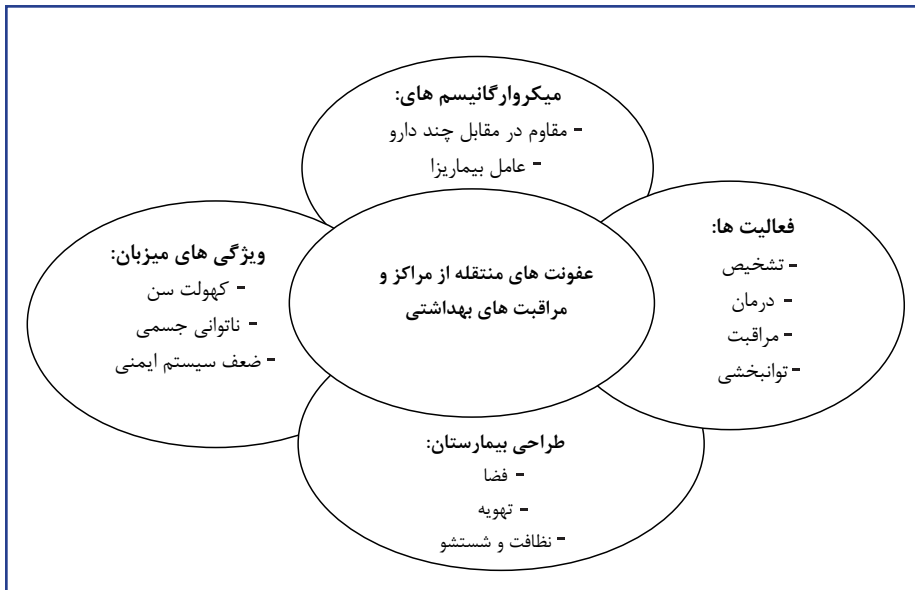 میکروارگانیسم های:
- مقاوم در مقابل چند دارو
- عامل بیماریزا
فعالیت ها:
- تشخیص
- درمان
- مراقبت
- توانبخشی
عفونت های منتقله از مراکز و
مراقبت های بهداشتی
ویژگی های میزبان:
- کهولت سن
- ناتوانی جسمی
- ضعف سیستم ایمنی
طراحی بیمارستان:
- فضا
- تهویه
- نظافت و شستشو